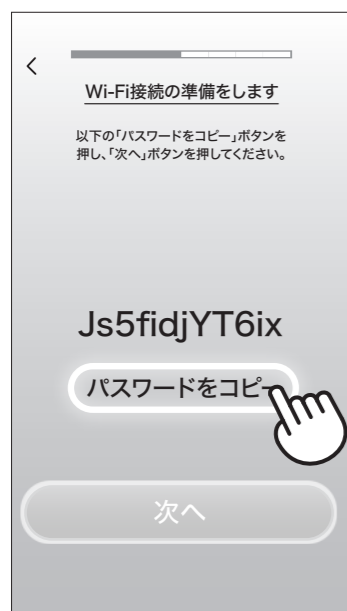 Wi-Fi接続の準備をします
以下の「パスワードをコピー」ボタンを
押し、「次へ」ボタンを押してください。
Js5fidjYT6ix
パスワードをコピー
次へ